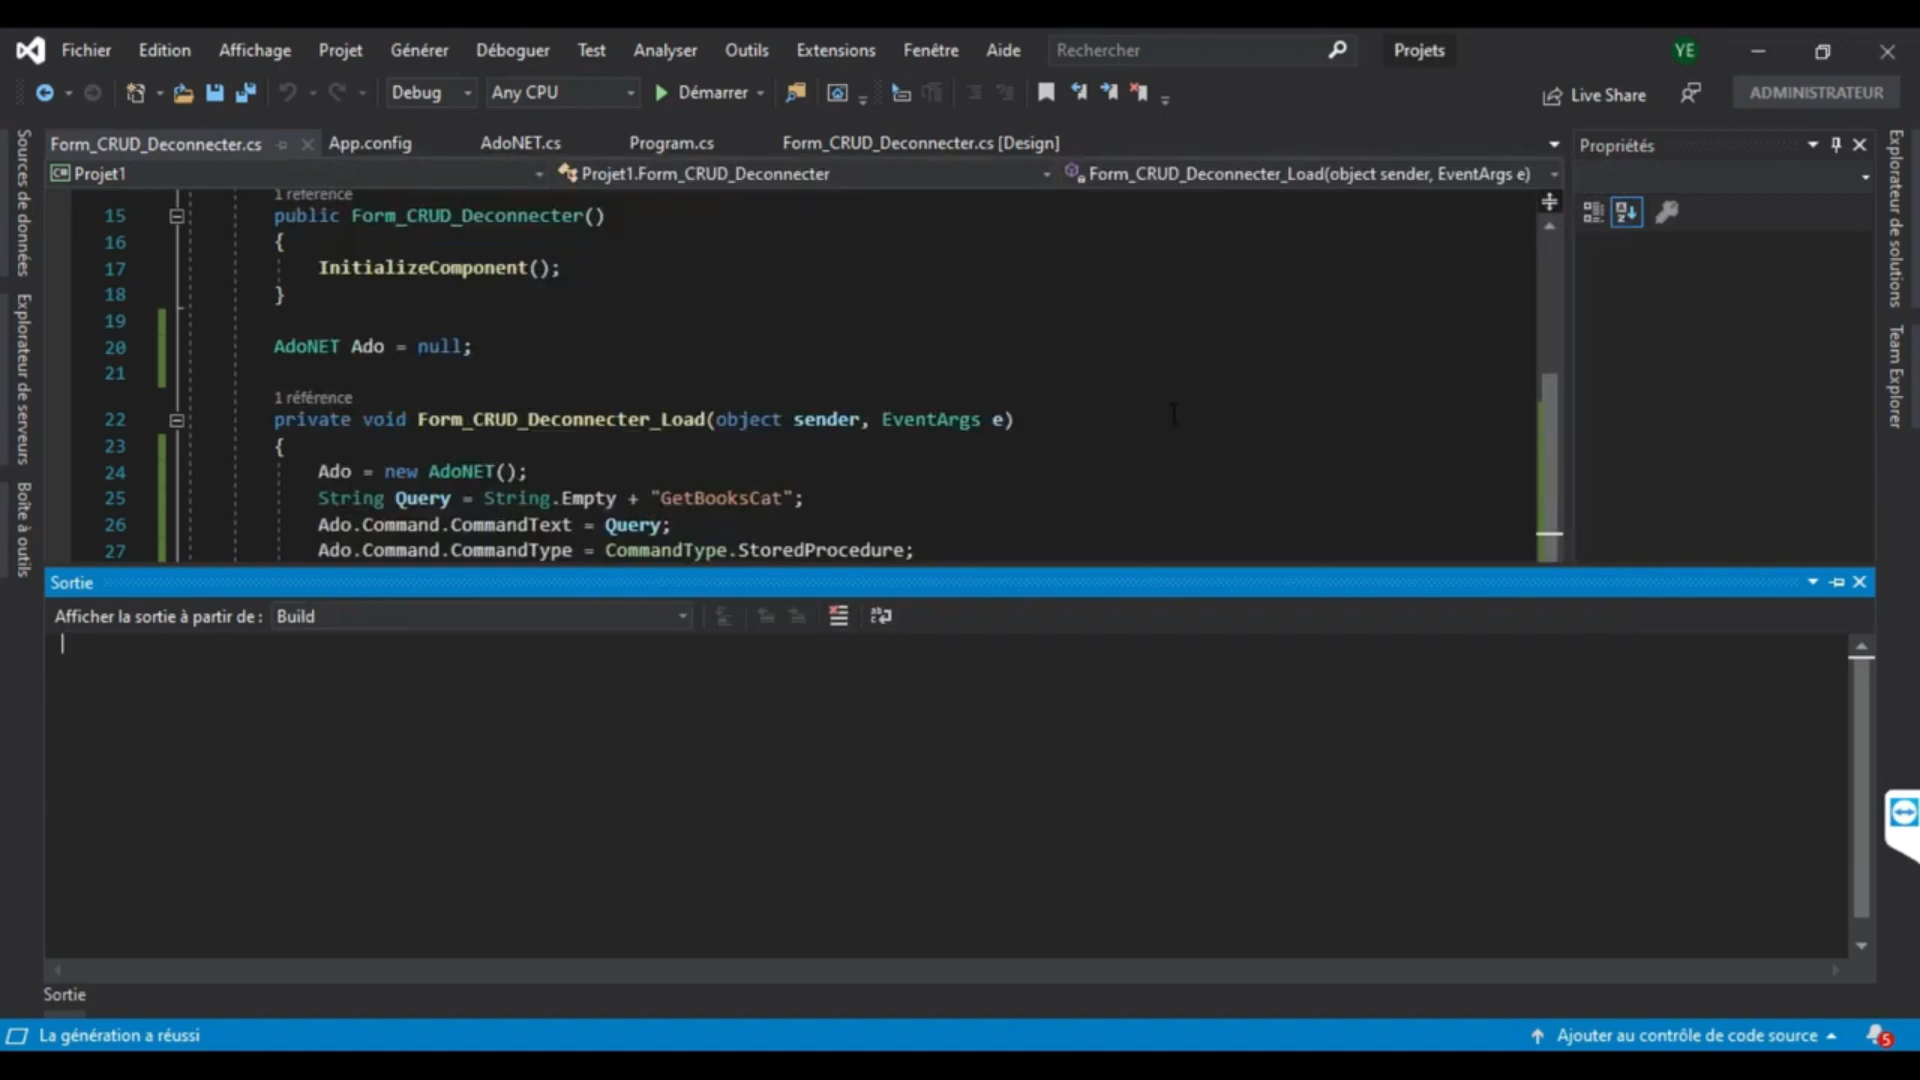 Fichier Edition Affichage Projet Générer Déboguer Test Analyser Outils Extensions Fenêtre Aide Rechercher Projets YE
Debug Any CPU Démarrer Live Share ADMINISTRATEUR
Form_CRUD_Deconnecter.cs App.config AdoNET.cs Program.cs Form_CRUD_Deconnecter.cs [Design]
Projet1 Projet1.Form_CRUD_Deconnecter Form_CRUD_Deconnecter_Load(object sender, EventArgs e)
Propriétés
Sources de données
Explorateur de serveurs
Boîte à outils
Explorateur de solutions
Team Explorer
1 référence
15 public Form_CRUD_Deconnecter()
16 {
17 InitializeComponent();
18 }
19
20 AdoNET Ado = null;
21
1 référence
22 private void Form_CRUD_Deconnecter_Load(object sender, EventArgs e)
23 {
24 Ado = new AdoNET();
25 String Query = String.Empty + "GetBooksCat";
26 Ado.Command.CommandText = Query;
27 Ado.Command.CommandType = CommandType.StoredProcedure;
Sortie
Afficher la sortie à partir de : Build
Sortie
La génération a réussi Ajouter au contrôle de code source 5